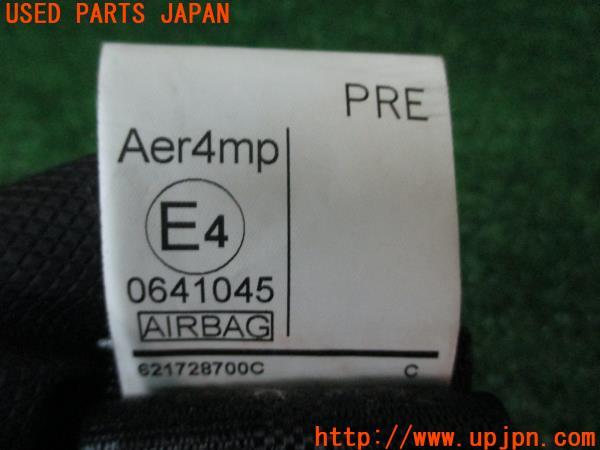 USED PARTS JAPAN
PRE
Aer4mp
E4
0641045
AIRBAG
621728700C C
http://www.upjpn.com